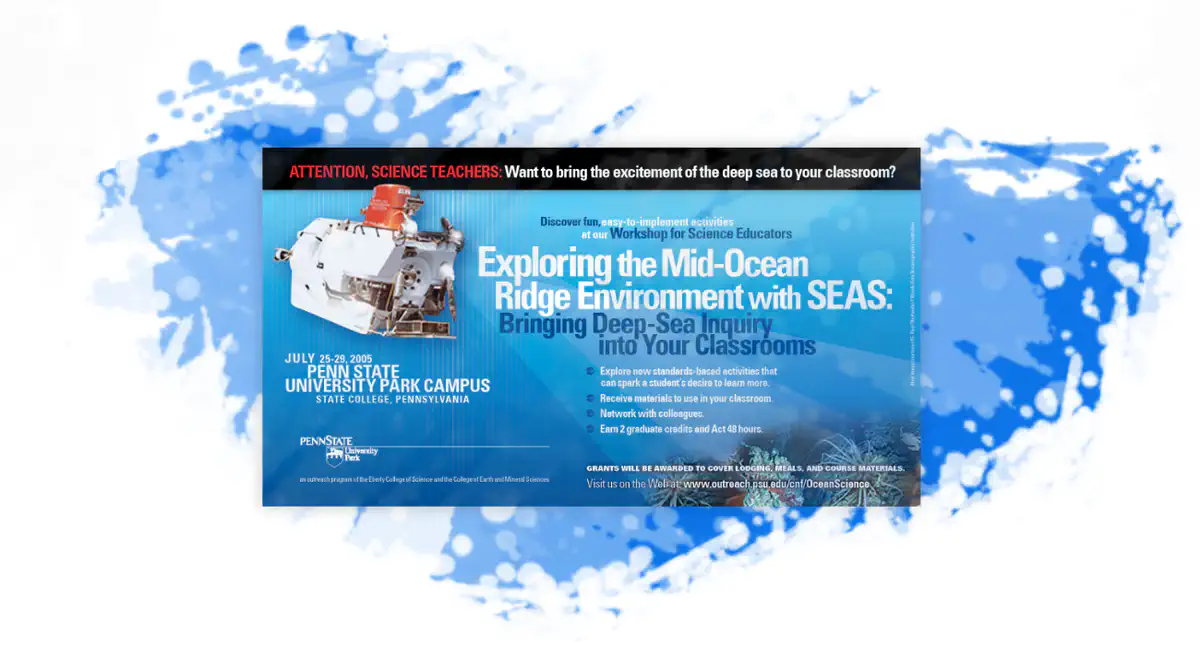 ATTENTION, SCIENCE TEACHERS: Want to bring the excitement of the deep sea to your classroom?
Discover fun, easy-to-implement activities
at our Workshop for Science Educators
Exploring the Mid-Ocean
Ridge Environment with SEAS:
Bringing Deep-Sea Inquiry
into Your Classrooms
JULY 25-29, 2005
PENN STATE
UNIVERSITY PARK CAMPUS
STATE COLLEGE, PENNSYLVANIA
Explore new standards-based activities that
can spark a student's desire to learn more.
Receive materials to use in your classroom.
Network with colleagues.
Earn 2 graduate credits and Act 48 hours.
PENNSTATE
University
Park
an outreach program of the Eberly College of Science and the College of Earth and Mineral Sciences
GRANTS WILL BE AWARDED TO COVER LODGING, MEALS, AND COURSE MATERIALS.
Visit us on the Web at: www.outreach.psu.edu/cnf/OceanScience